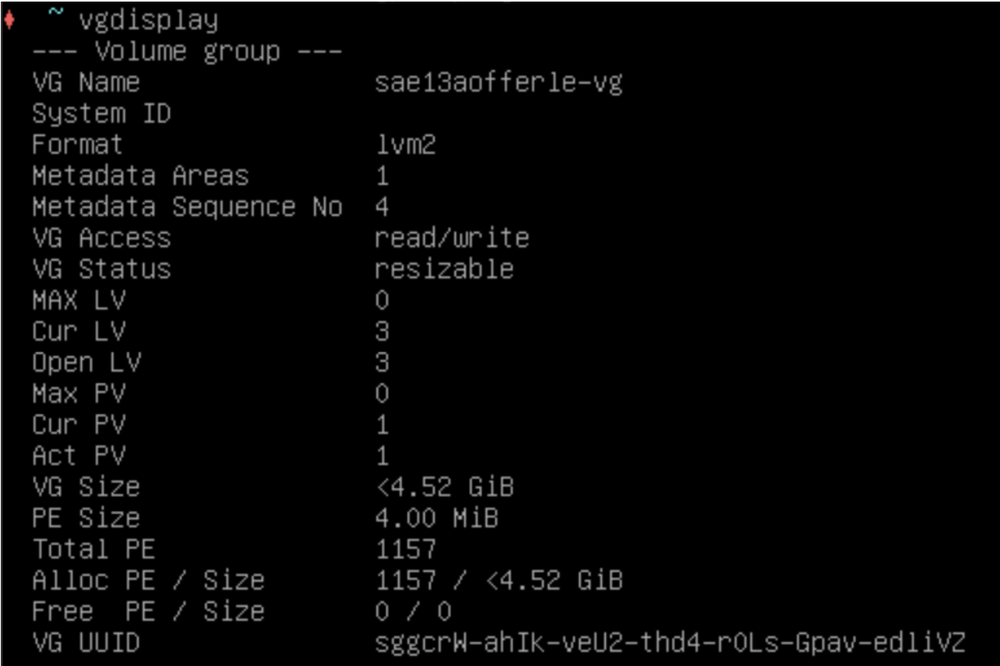 ~ vgdisplay
--- Volume group ---
VG Name               sae13aofferle-vg
System ID
Format                lvm2
Metadata Areas        1
Metadata Sequence No  4
VG Access             read/write
VG Status             resizable
MAX LV                0
Cur LV                3
Open LV               3
Max PV                0
Cur PV                1
Act PV                1
VG Size               <4.52 GiB
PE Size               4.00 MiB
Total PE              1157
Alloc PE / Size       1157 / <4.52 GiB
Free  PE / Size       0 / 0
VG UUID               sggcrW-ahIk-veU2-thd4-r0Ls-Gpav-edliVZ